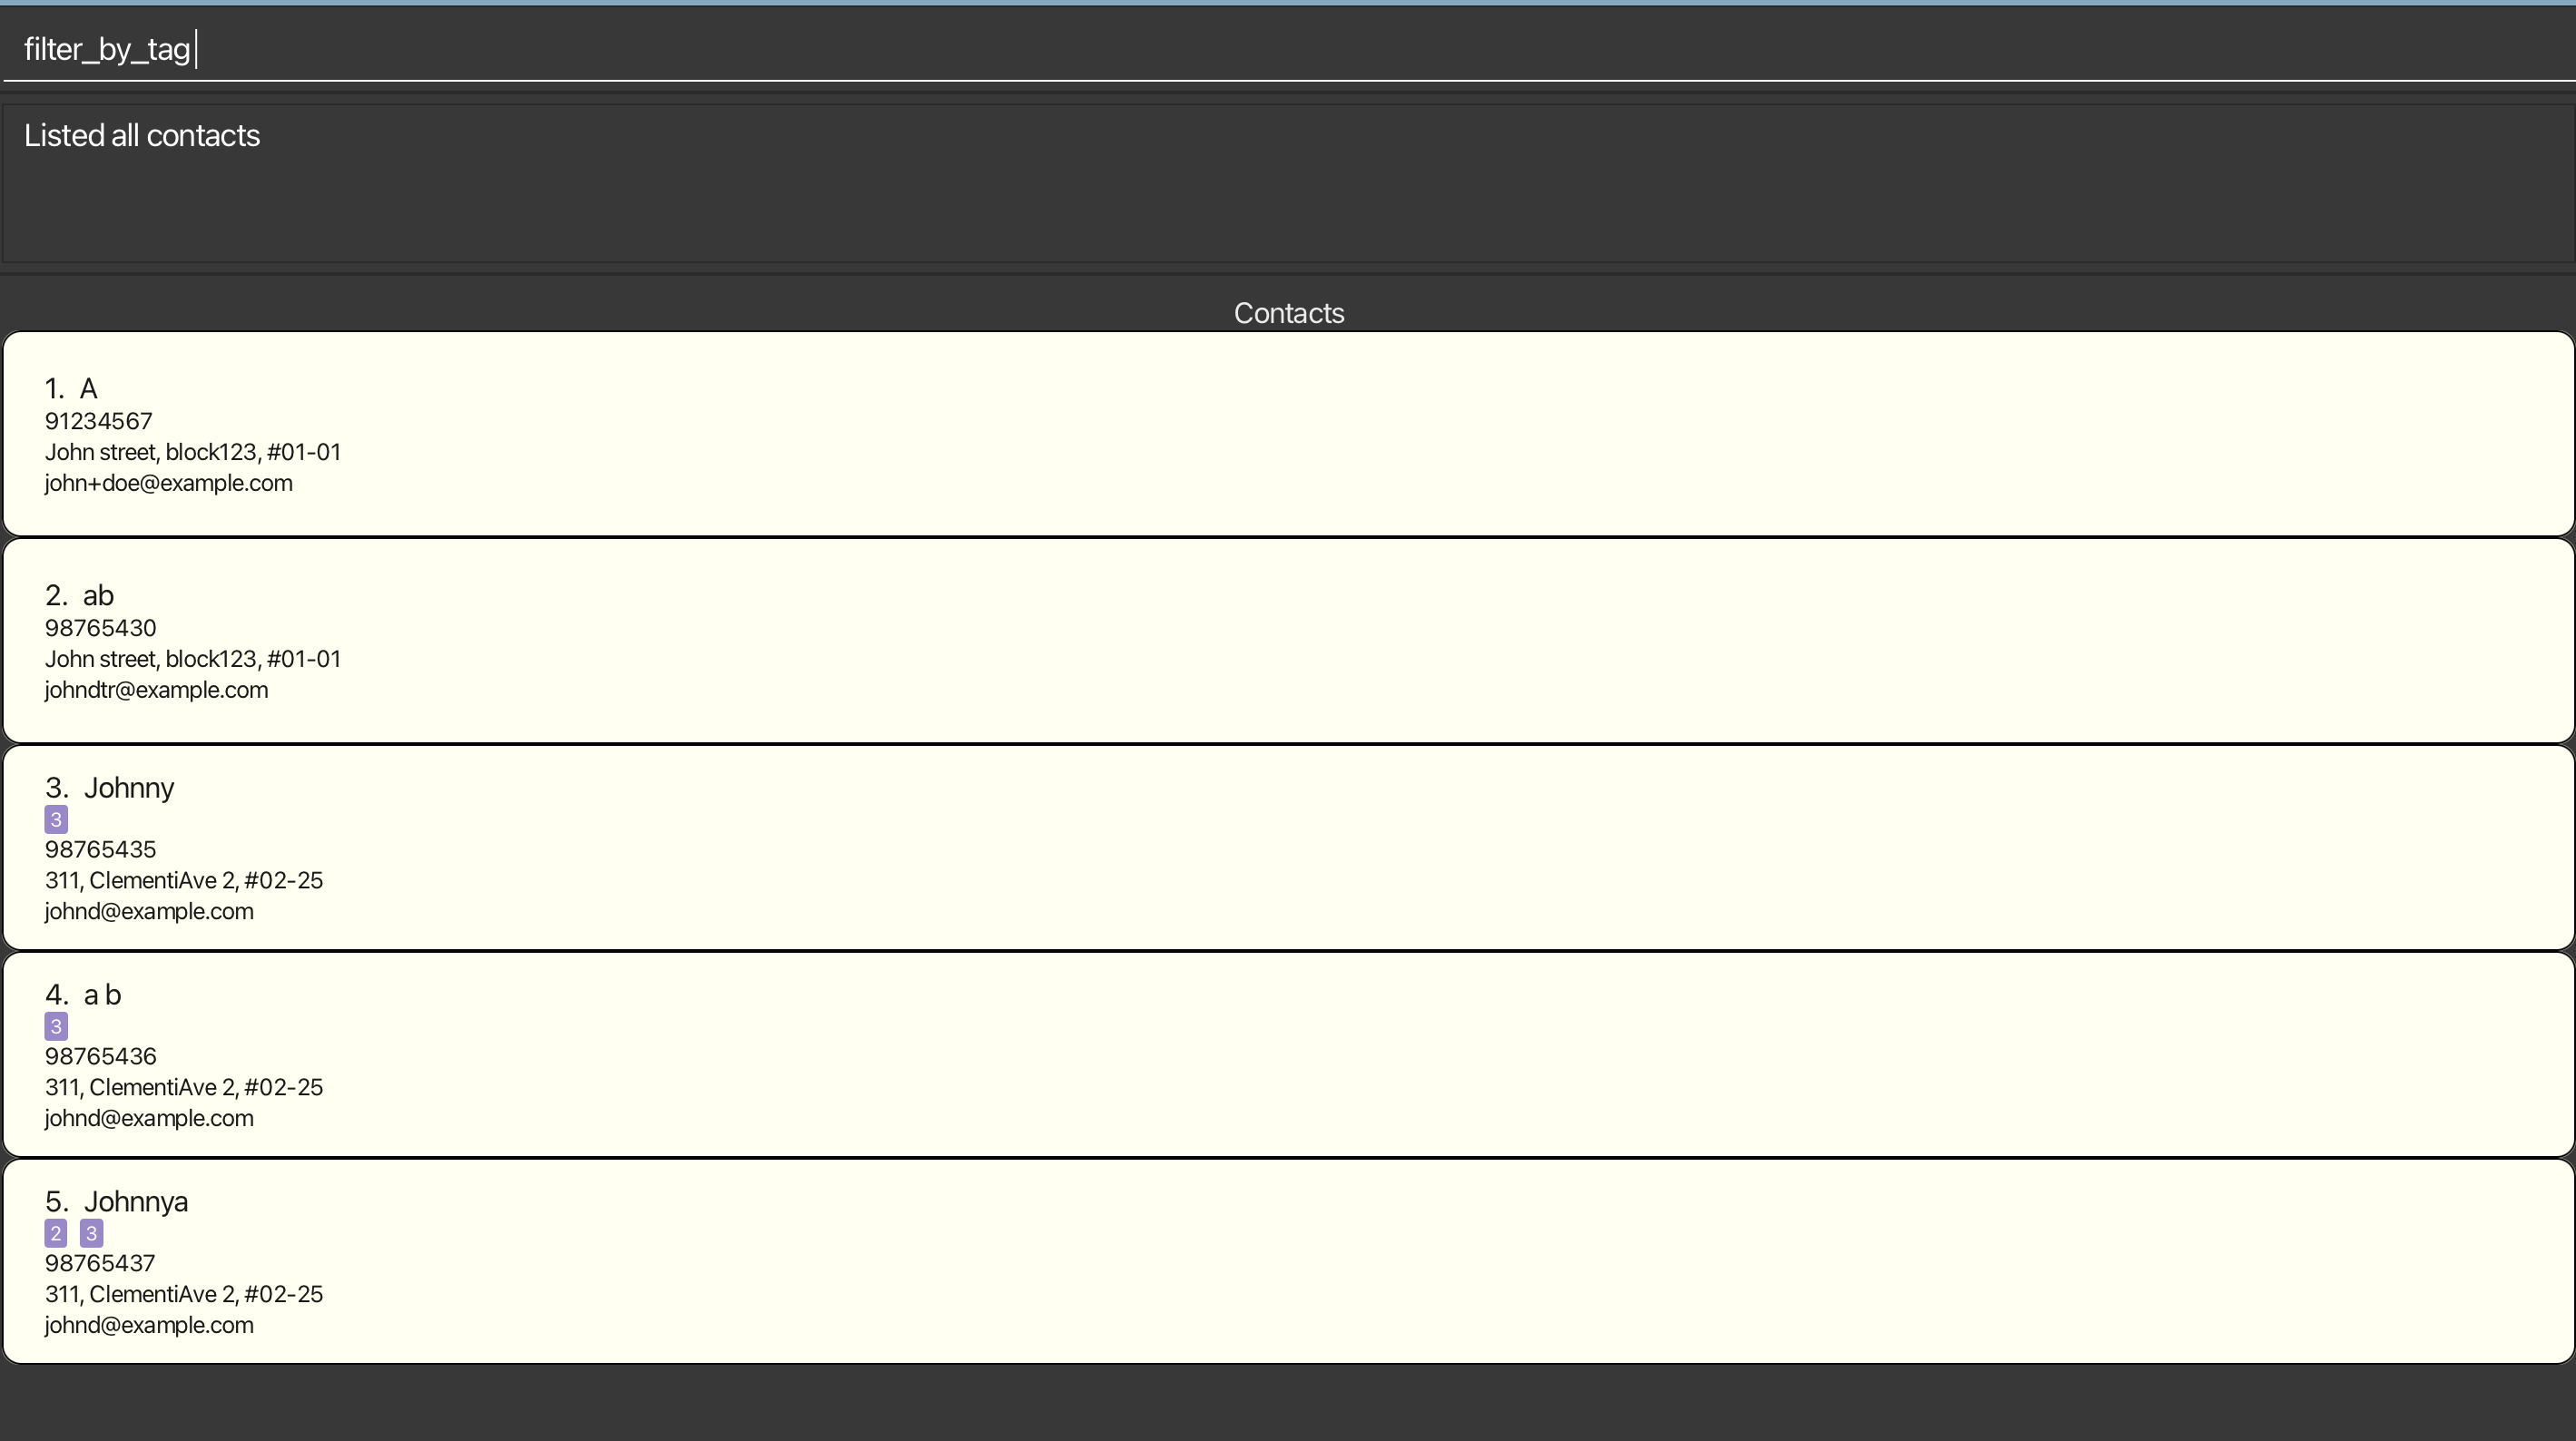 filter_by_tag
Listed all contacts
Contacts
1. A
91234567
John street, block123, #01-01
john+doe@example.com
2. ab
98765430
John street, block123, #01-01
johndtr@example.com
3. Johnny
3
98765435
311, ClementiAve 2, #02-25
johnd@example.com
4. a b
3
98765436
311, ClementiAve 2, #02-25
johnd@example.com
5. Johnnya
2 3
98765437
311, ClementiAve 2, #02-25
johnd@example.com